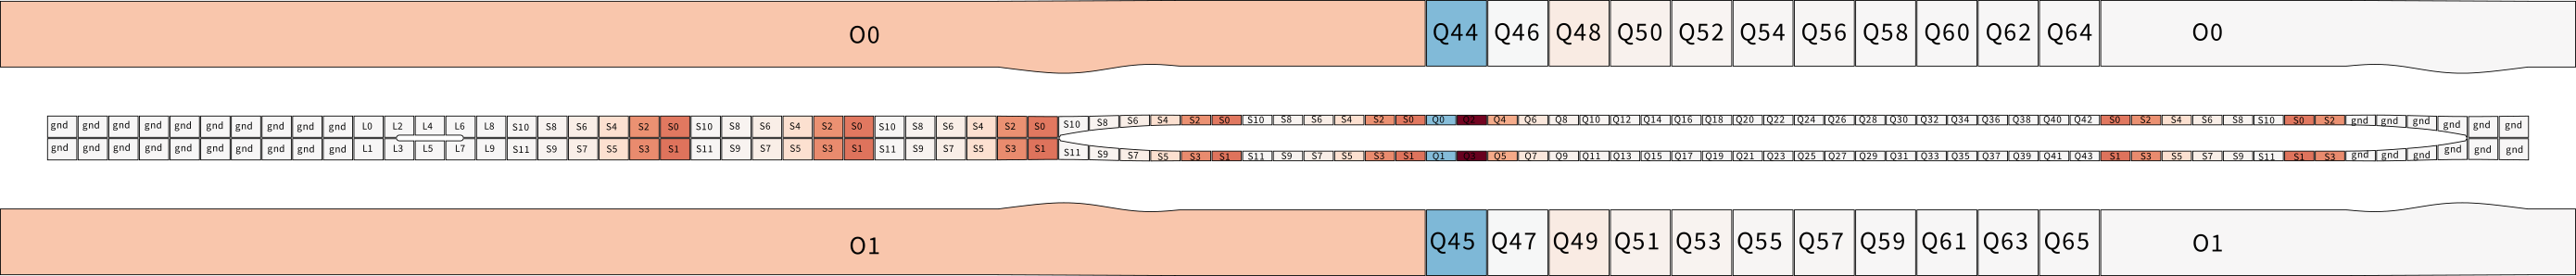 O0 Q44 Q46 Q48 Q50 Q52 Q54 Q56 Q58 Q60 Q62 Q64 O0
gnd gnd gnd gnd gnd gnd gnd gnd gnd gnd L0 L2 L4 L6 L8 S10 S8 S6 S4 S2 S0 S10 S8 S6 S4 S2 S0 S10 S8 S6 S4 S2 S0 S10 S8 S6 S4 S2 S0 S10 S8 S6 S4 S2 S0 Q0 Q2 Q4 Q6 Q8 Q10 Q12 Q14 Q16 Q18 Q20 Q22 Q24 Q26 Q28 Q30 Q32 Q34 Q36 Q38 Q40 Q42 S0 S2 S4 S6 S8 S10 S0 S2 gnd gnd gnd gnd gnd gnd
gnd gnd gnd gnd gnd gnd gnd gnd gnd gnd L1 L3 L5 L7 L9 S11 S9 S7 S5 S3 S1 S11 S9 S7 S5 S3 S1 S11 S9 S7 S5 S3 S1 S11 S9 S7 S5 S3 S1 S11 S9 S7 S5 S3 S1 Q1 Q3 Q5 Q7 Q9 Q11 Q13 Q15 Q17 Q19 Q21 Q23 Q25 Q27 Q29 Q31 Q33 Q35 Q37 Q39 Q41 Q43 S1 S3 S5 S7 S9 S11 S1 S3 gnd gnd gnd gnd gnd gnd
O1 Q45 Q47 Q49 Q51 Q53 Q55 Q57 Q59 Q61 Q63 Q65 O1